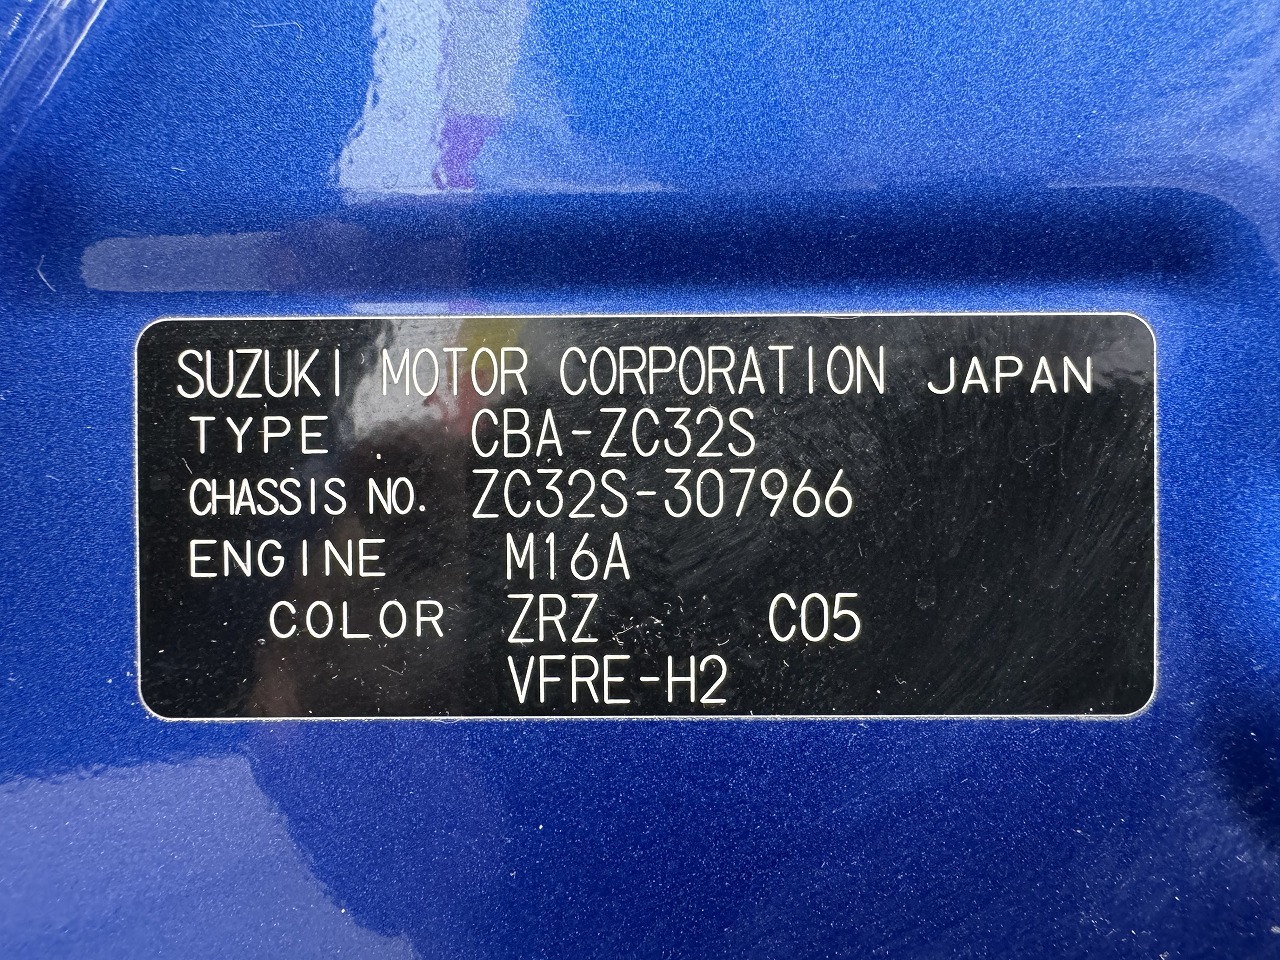 SUZUKI MOTOR CORPORATION JAPAN
TYPE CBA-ZC32S
CHASSIS NO. ZC32S-307966
ENGINE M16A
COLOR ZRZ C05
VFRE-H2